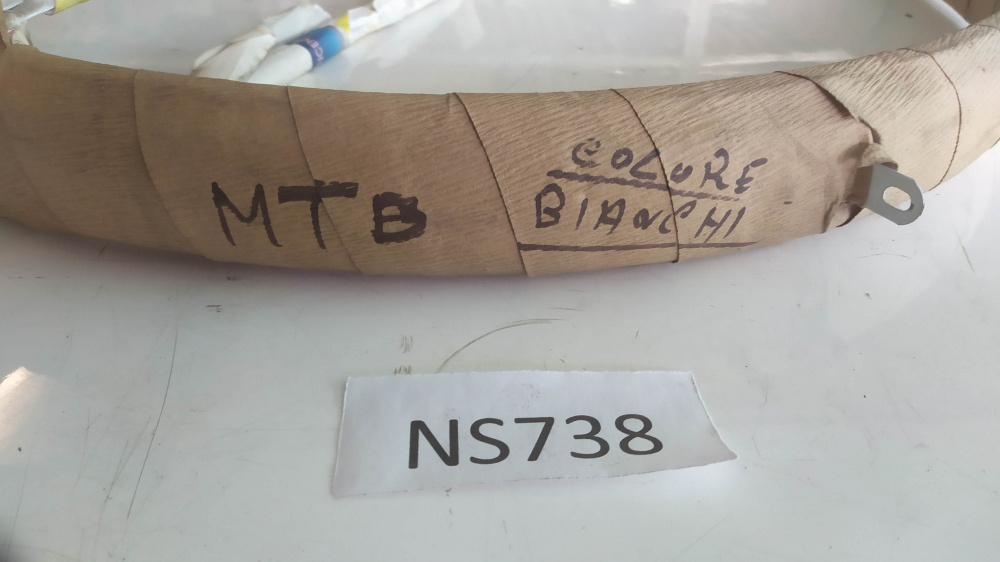 MTB
COLORE
BIANCHI
NS738